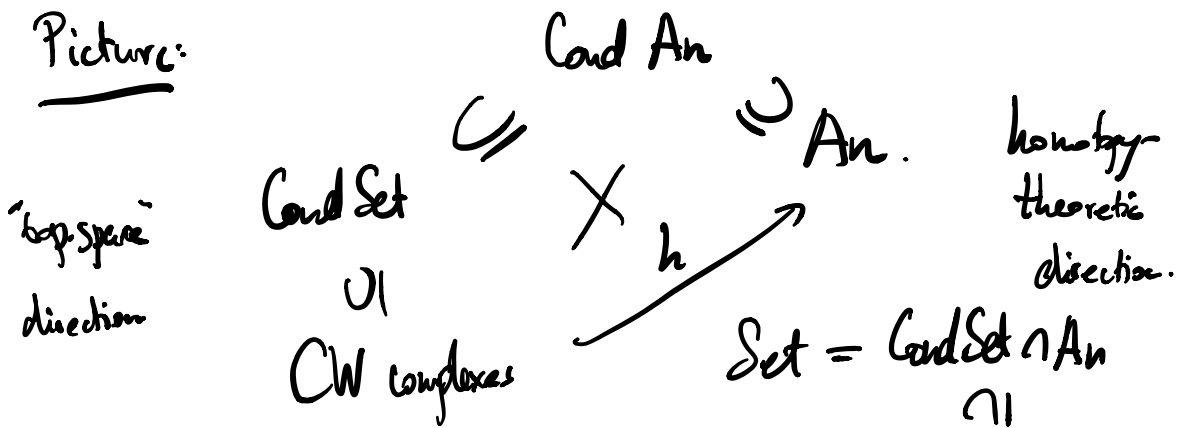 Picture:
Cond An
∪|
∪|
An.
homotopy-
theoretic
direction.
Cond Set
"top. space"
direction
∪|
h
CW complexes
Set = CondSet ∩ An
∩|